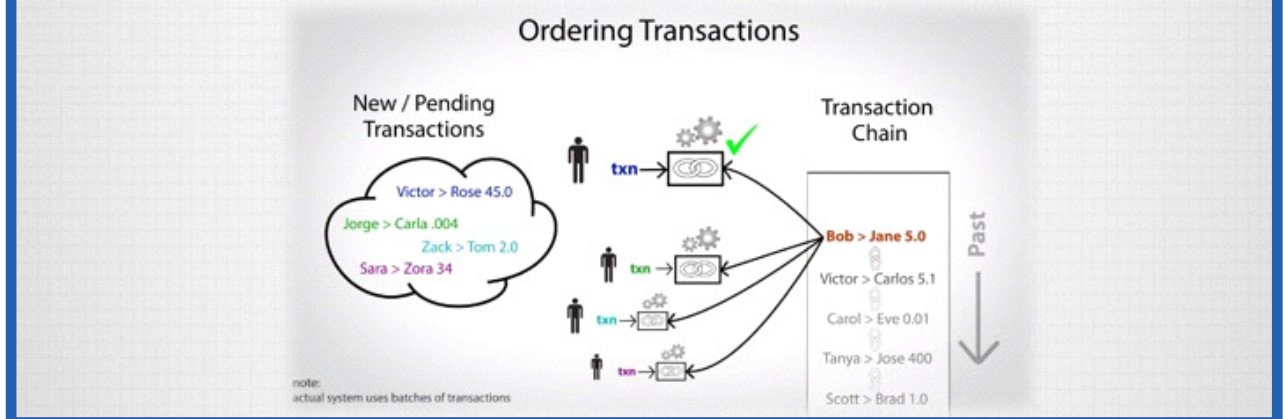 Ordering Transactions
New / Pending
Transactions
Victor > Rose 45.0
Jorge > Carla .004
Zack > Tom 2.0
Sara > Zora 34
txn
txn
txn
txn
Transaction
Chain
Bob > Jane 5.0
Victor > Carlos 5.1
Carol > Eve 0.01
Tanya > Jose 400
Scott > Brad 1.0
Past
note:
actual system uses batches of transactions